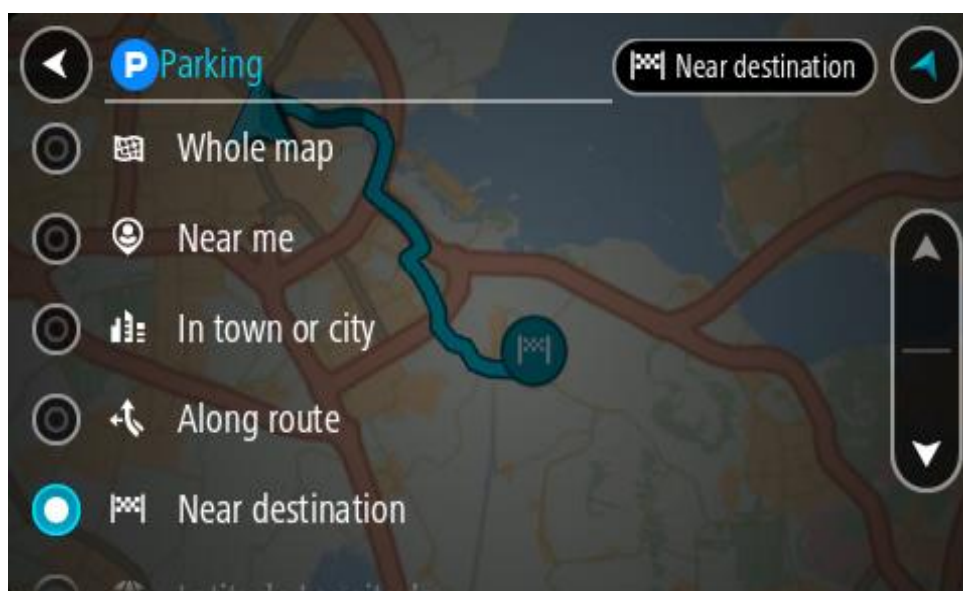 P Parking
Near destination
Whole map
Near me
In town or city
Along route
Near destination